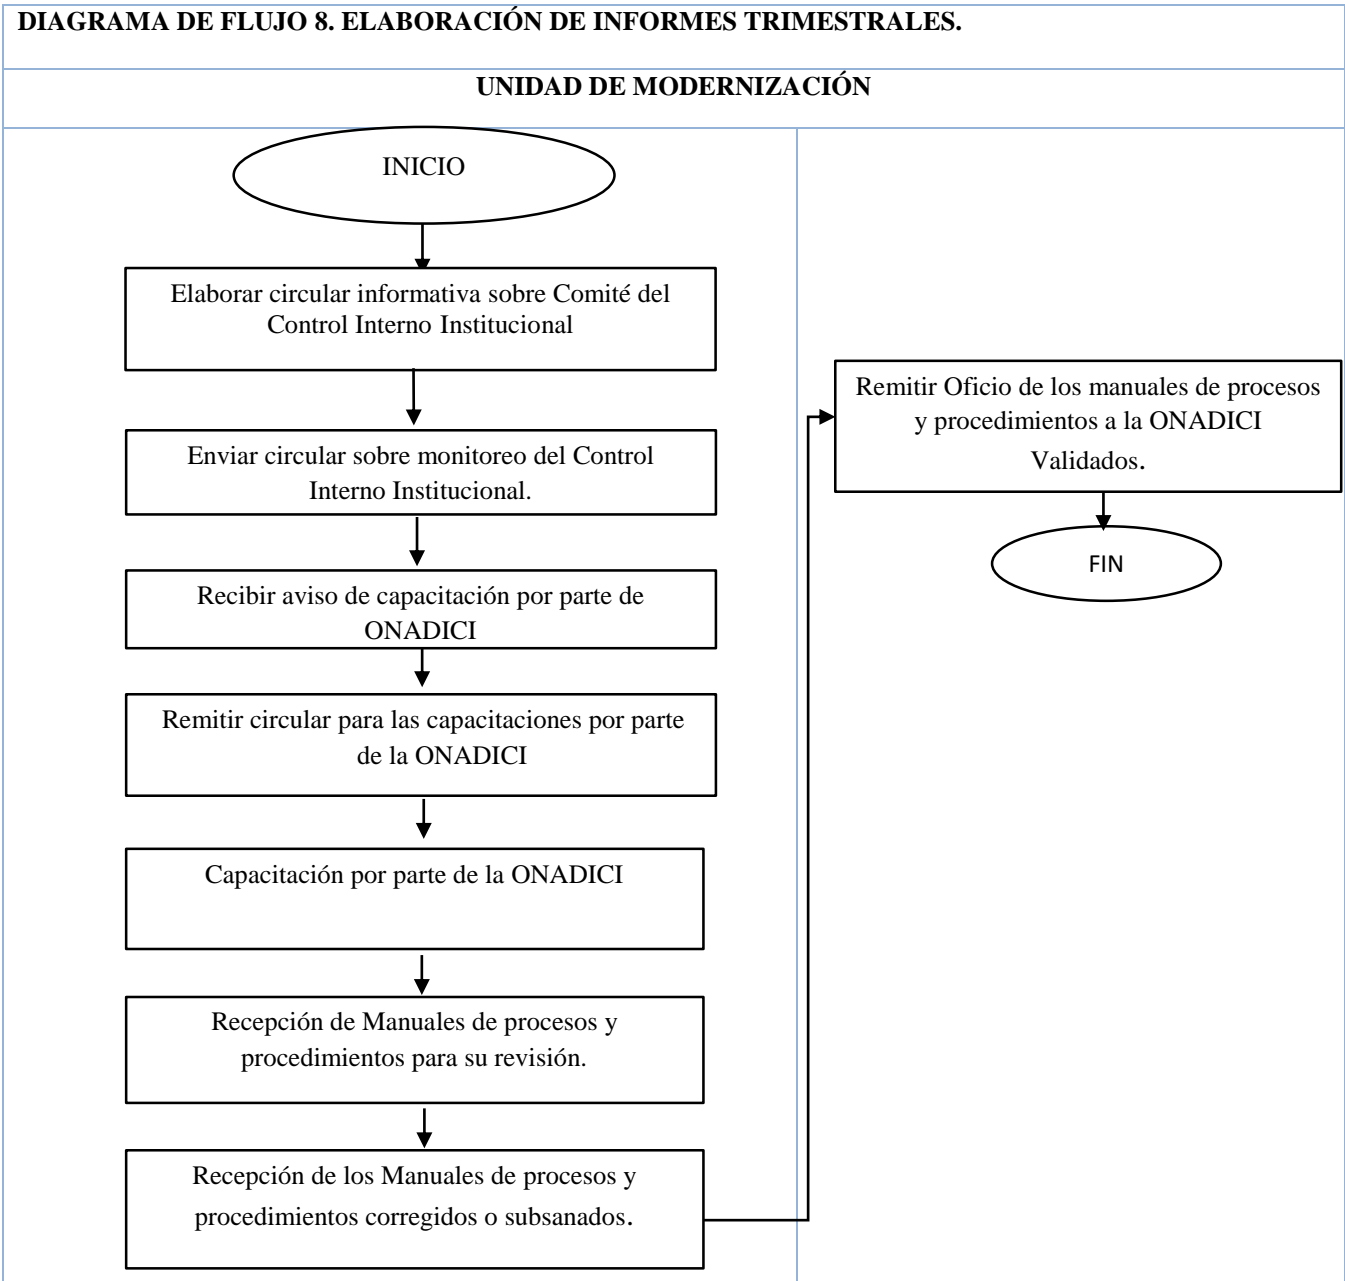 DIAGRAMA DE FLUJO 8. ELABORACIÓN DE INFORMES TRIMESTRALES.
UNIDAD DE MODERNIZACIÓN
INICIO
Elaborar circular informativa sobre Comité del
Control Interno Institucional
Enviar circular sobre monitoreo del Control
Interno Institucional.
Recibir aviso de capacitación por parte de
ONADICI
Remitir circular para las capacitaciones por parte
de la ONADICI
Capacitación por parte de la ONADICI
Recepción de Manuales de procesos y
procedimientos para su revisión.
Recepción de los Manuales de procesos y
procedimientos corregidos o subsanados.
Remitir Oficio de los manuales de procesos
y procedimientos a la ONADICI
Validados.
FIN